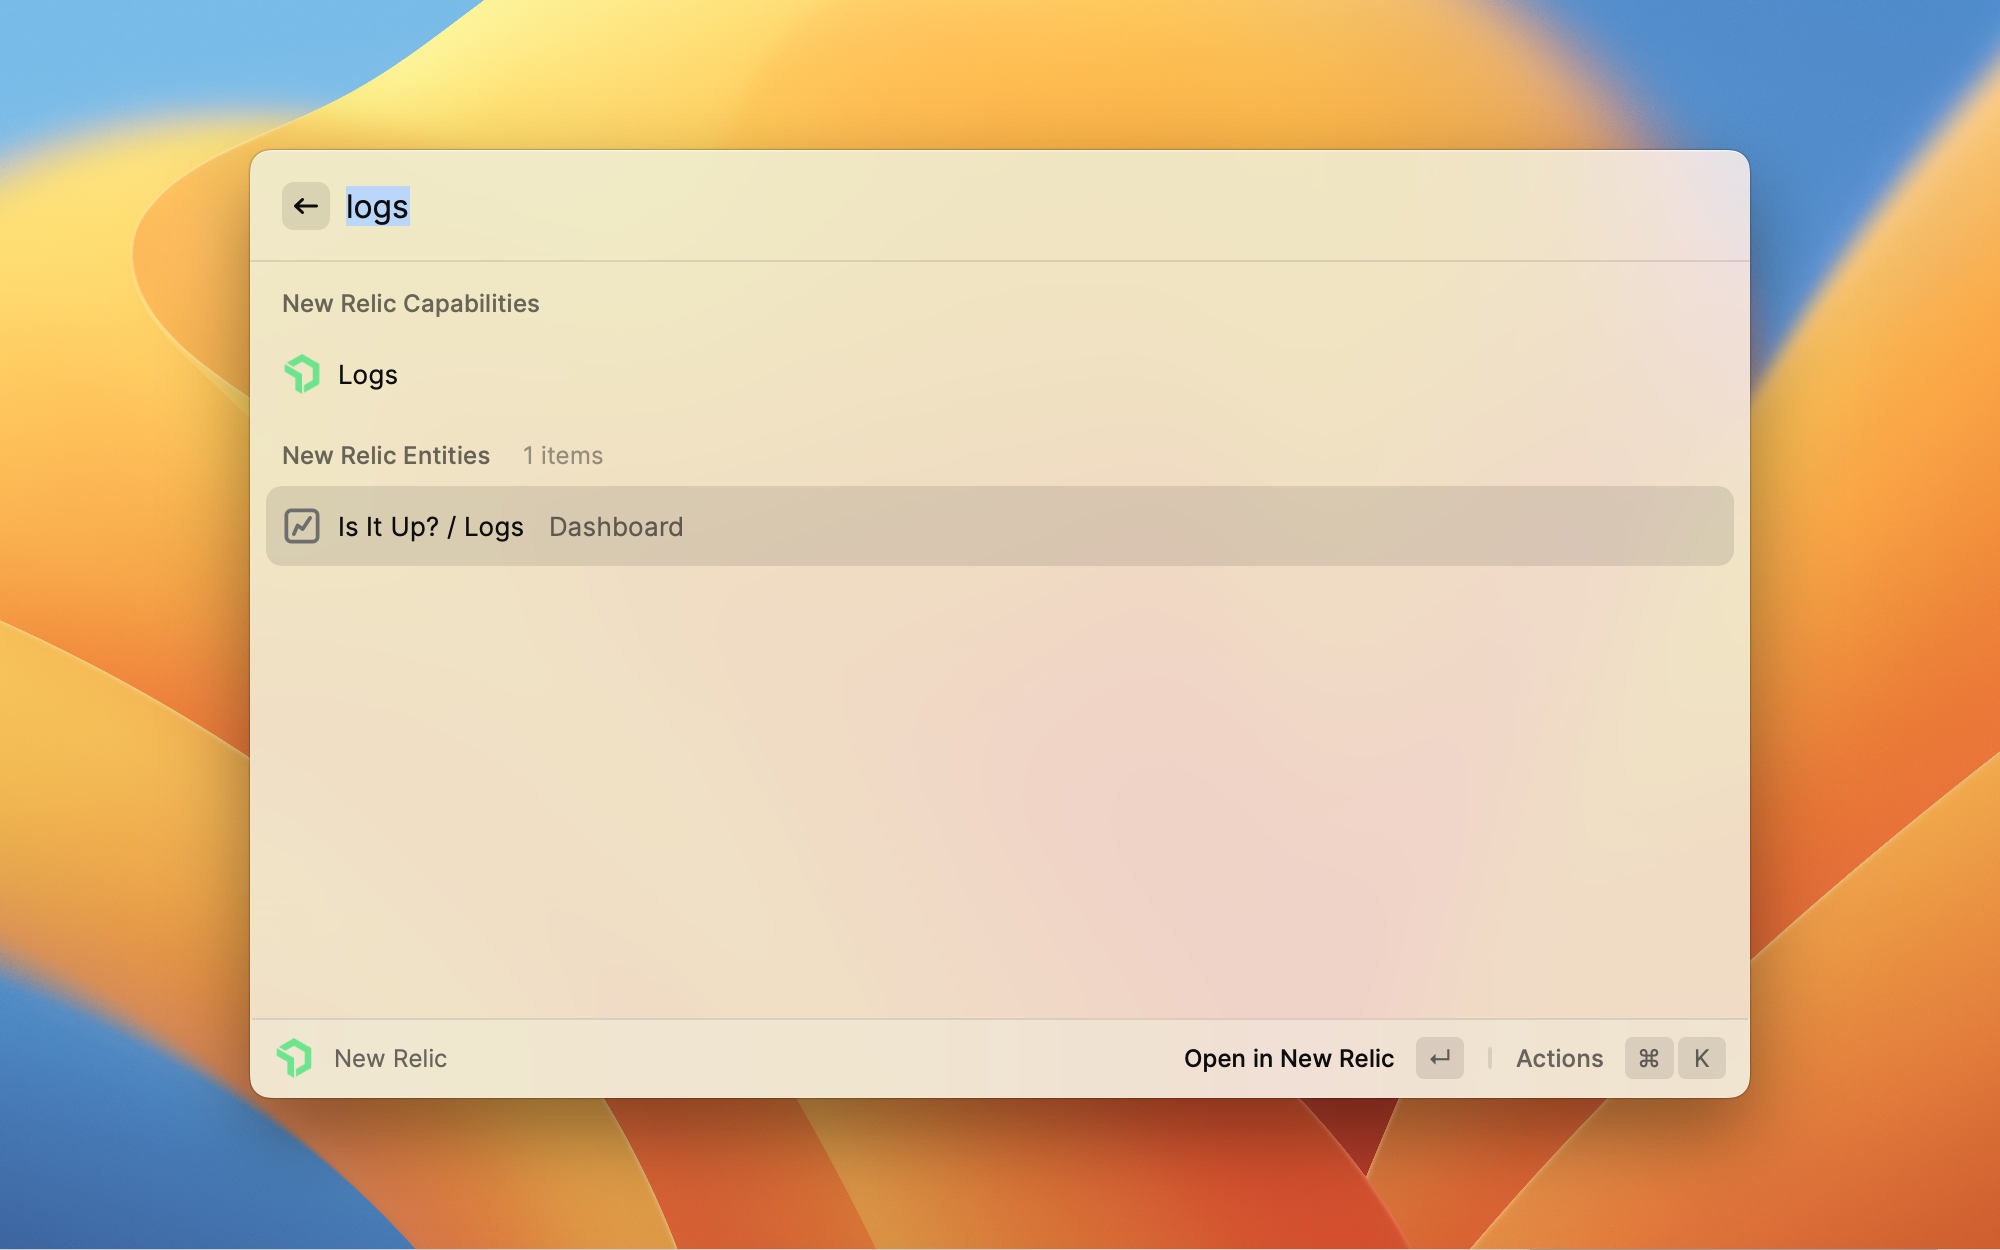 logs
New Relic Capabilities
Logs
New Relic Entities 1 items
Is It Up? / Logs Dashboard
New Relic Open in New Relic ↵ Actions ⌘ K